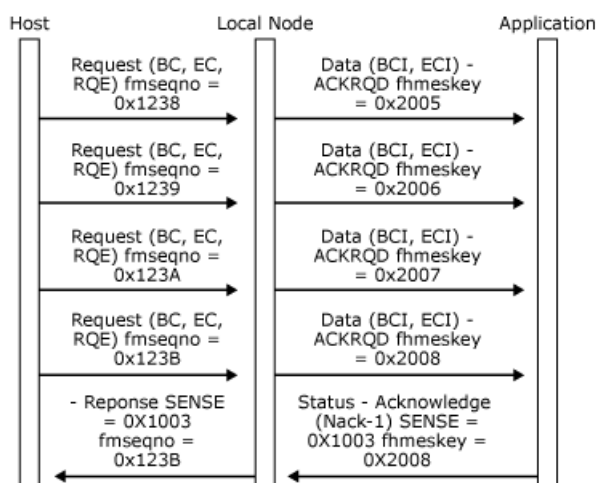 Host Local Node Application
Request (BC, EC,
RQE) fmseqno =
0x1238
Data (BCI, ECI) -
ACKRQD fhmeskey
= 0x2005
Request (BC, EC,
RQE) fmseqno =
0x1239
Data (BCI, ECI) -
ACKRQD fhmeskey
= 0x2006
Request (BC, EC,
RQE) fmseqno =
0x123A
Data (BCI, ECI) -
ACKRQD fhmeskey
= 0x2007
Request (BC, EC,
RQE) fmseqno =
0x123B
Data (BCI, ECI) -
ACKRQD fhmeskey
= 0x2008
- Reponse SENSE
= 0X1003
fmseqno =
0x123B
Status - Acknowledge
(Nack-1) SENSE =
0X1003 fhmeskey =
0X2008